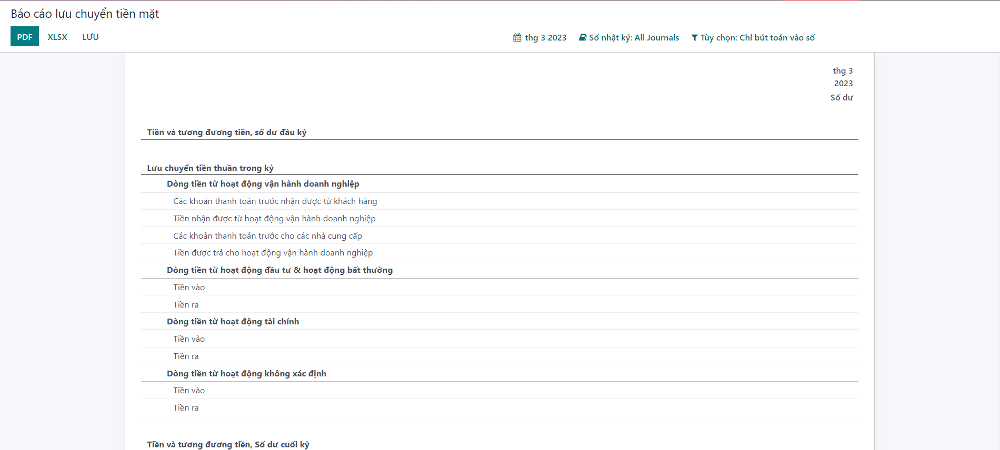 Báo cáo lưu chuyển tiền mặt
PDF XLSX LƯU thg 3 2023 Sổ nhật ký: All Journals Tùy chọn: Chỉ bút toán vào sổ
thg 3
2023
Số dư
Tiền và tương đương tiền, số dư đầu kỳ
Lưu chuyển tiền thuần trong kỳ
Dòng tiền từ hoạt động vận hành doanh nghiệp
Các khoản thanh toán trước nhận được từ khách hàng
Tiền nhận được từ hoạt động vận hành doanh nghiệp
Các khoản thanh toán trước cho các nhà cung cấp
Tiền được trả cho hoạt động vận hành doanh nghiệp
Dòng tiền từ hoạt động đầu tư & hoạt động bất thường
Tiền vào
Tiền ra
Dòng tiền từ hoạt động tài chính
Tiền vào
Tiền ra
Dòng tiền từ hoạt động không xác định
Tiền vào
Tiền ra
Tiền và tương đương tiền, Số dư cuối kỳ